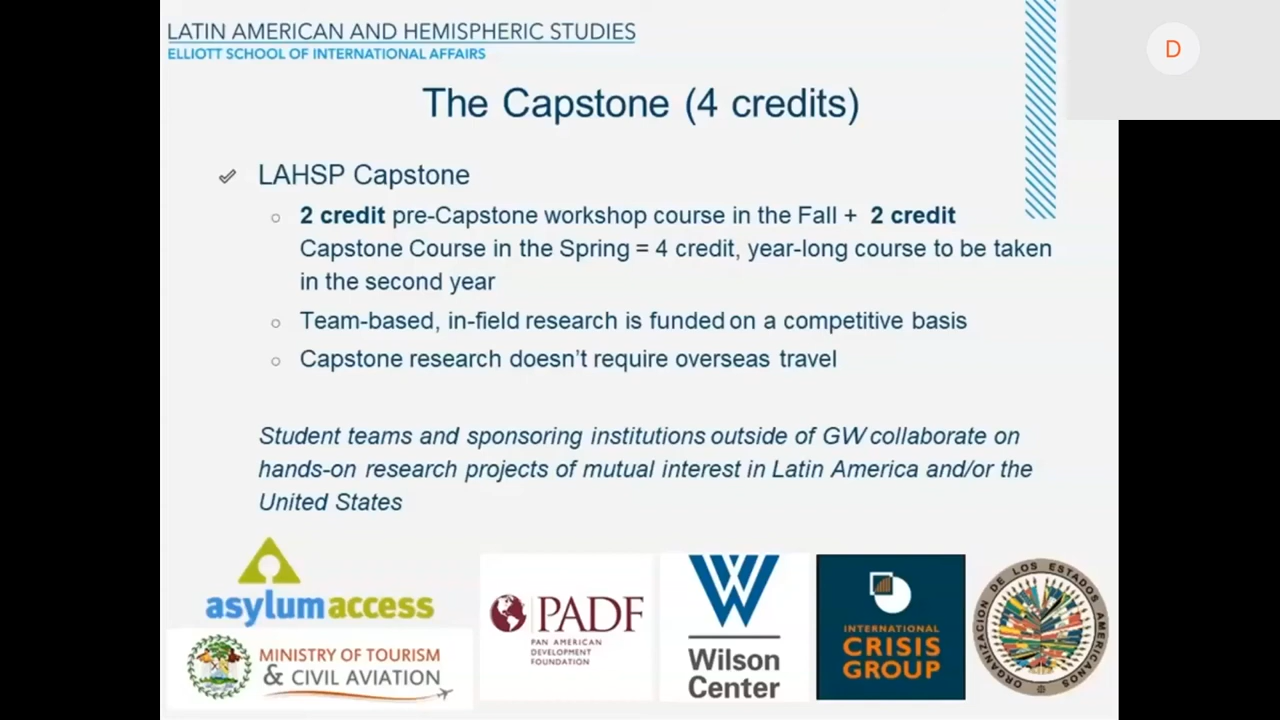 LATIN AMERICAN AND HEMISPHERIC STUDIES
ELLIOTT SCHOOL OF INTERNATIONAL AFFAIRS
D
The Capstone (4 credits)
LAHSP Capstone
2 credit pre-Capstone workshop course in the Fall + 2 credit
Capstone Course in the Spring = 4 credit, year-long course to be taken
in the second year
Team-based, in-field research is funded on a competitive basis
Capstone research doesn't require overseas travel
Student teams and sponsoring institutions outside of GW collaborate on
hands-on research projects of mutual interest in Latin America and/or the
United States
asylumaccess
MINISTRY OF TOURISM
& CIVIL AVIATION
PADF
PAN AMERICAN
DEVELOPMENT
FOUNDATION
Wilson
Center
INTERNATIONAL
CRISIS
GROUP
ORGANIZACION DE LOS ESTADOS AMERICANOS